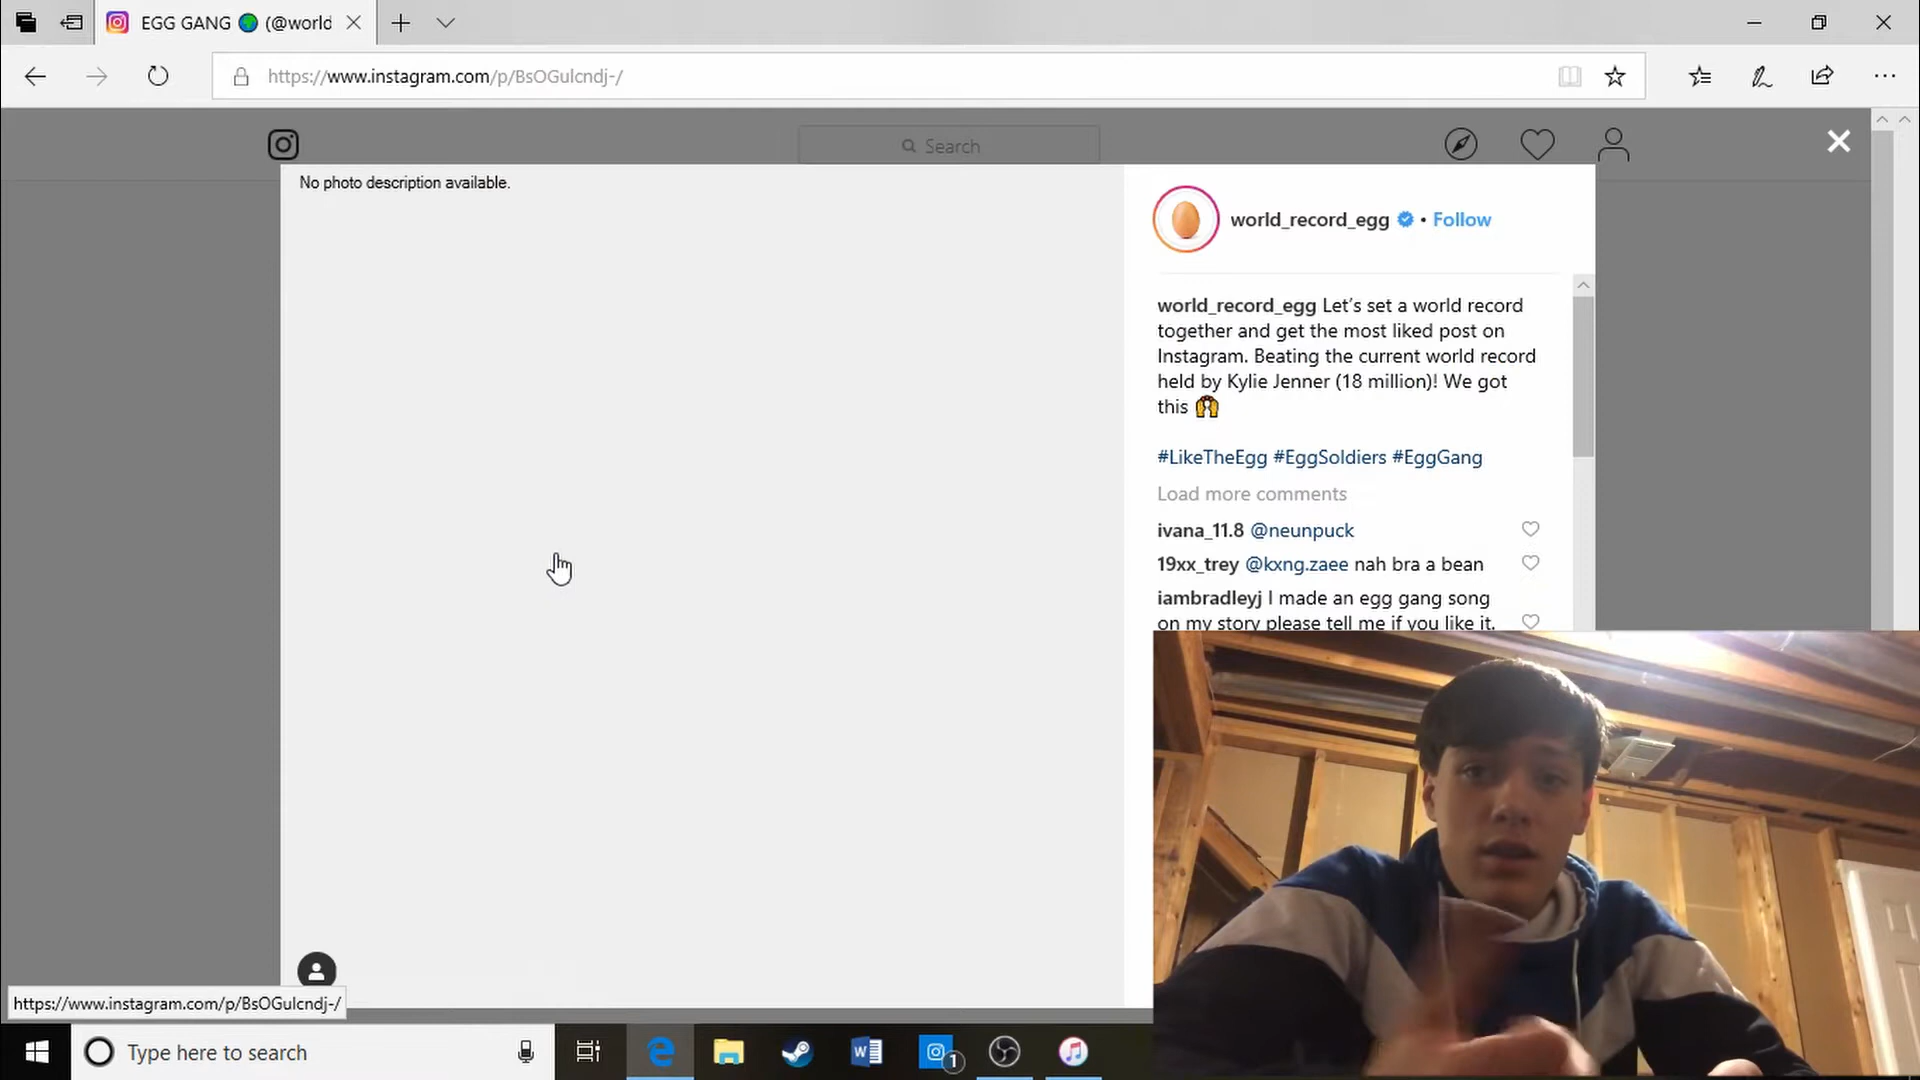 EGG GANG 🌍 (@world
https://www.instagram.com/p/BsOGulcndj-/
Search
No photo description available.
world_record_egg • Follow
world_record_egg Let’s set a world record
together and get the most liked post on
Instagram. Beating the current world record
held by Kylie Jenner (18 million)! We got
this 🙌
#LikeTheEgg #EggSoldiers #EggGang
Load more comments
ivana_11.8 @neunpuck
19xx_trey @kxng.zaee nah bra a bean
iambradleyj I made an egg gang song
on my story please tell me if you like it.
https://www.instagram.com/p/BsOGulcndj-/
Type here to search
1